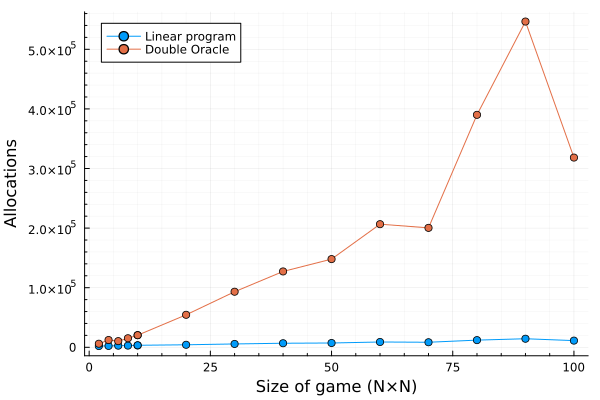 Linear program
Double Oracle
5.0×10⁵
4.0×10⁵
3.0×10⁵
2.0×10⁵
1.0×10⁵
0
Allocations
0 25 50 75 100
Size of game (N×N)